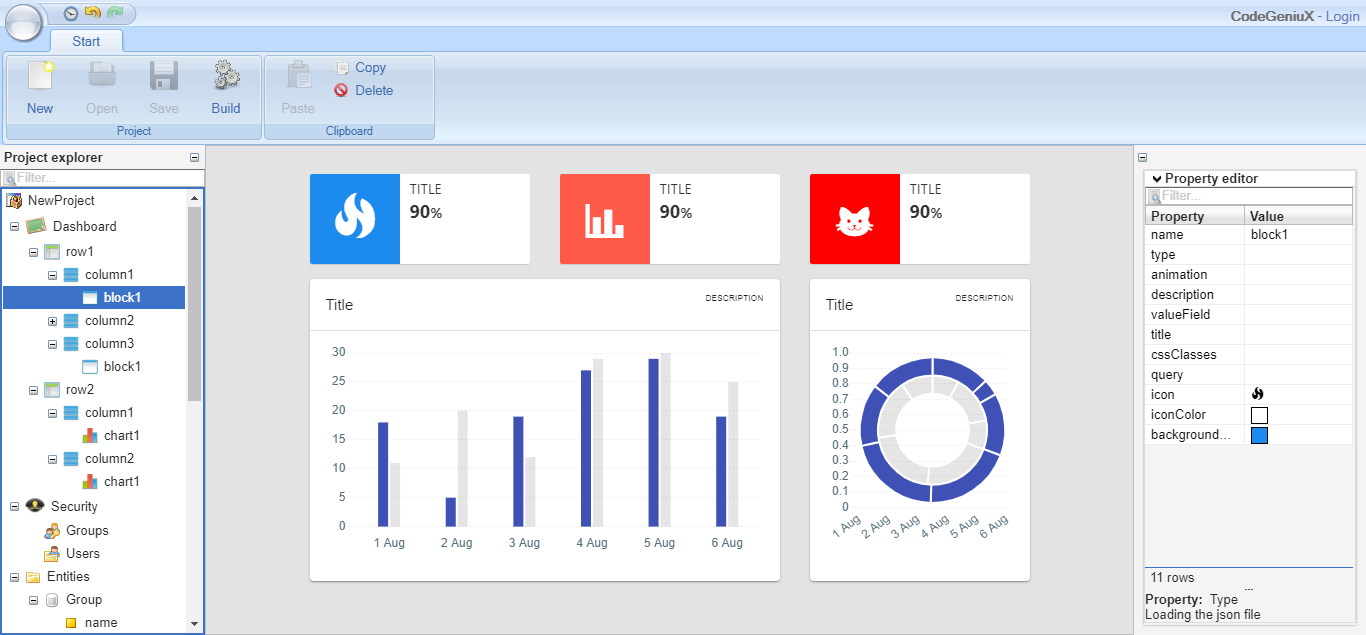 CodeGeniuX - Login
Start
New
Open
Save
Build
Project
Paste
Copy
Delete
Clipboard
Project explorer
Filter...
NewProject
Dashboard
row1
column1
block1
column2
column3
block1
row2
column1
chart1
column2
chart1
Security
Groups
Users
Entities
Group
name
TITLE
90%
TITLE
90%
TITLE
90%
Title
DESCRIPTION
30
25
20
15
10
5
0
1 Aug
2 Aug
3 Aug
4 Aug
5 Aug
6 Aug
Title
DESCRIPTION
1.0
0.9
0.8
0.7
0.6
0.5
0.4
0.3
0.2
0.1
0
1 Aug
2 Aug
3 Aug
4 Aug
5 Aug
6 Aug
Property editor
Filter...
Property Value
name block1
type
animation
description
valueField
title
cssClasses
query
icon
iconColor
background...
11 rows
...
Property: Type
Loading the json file